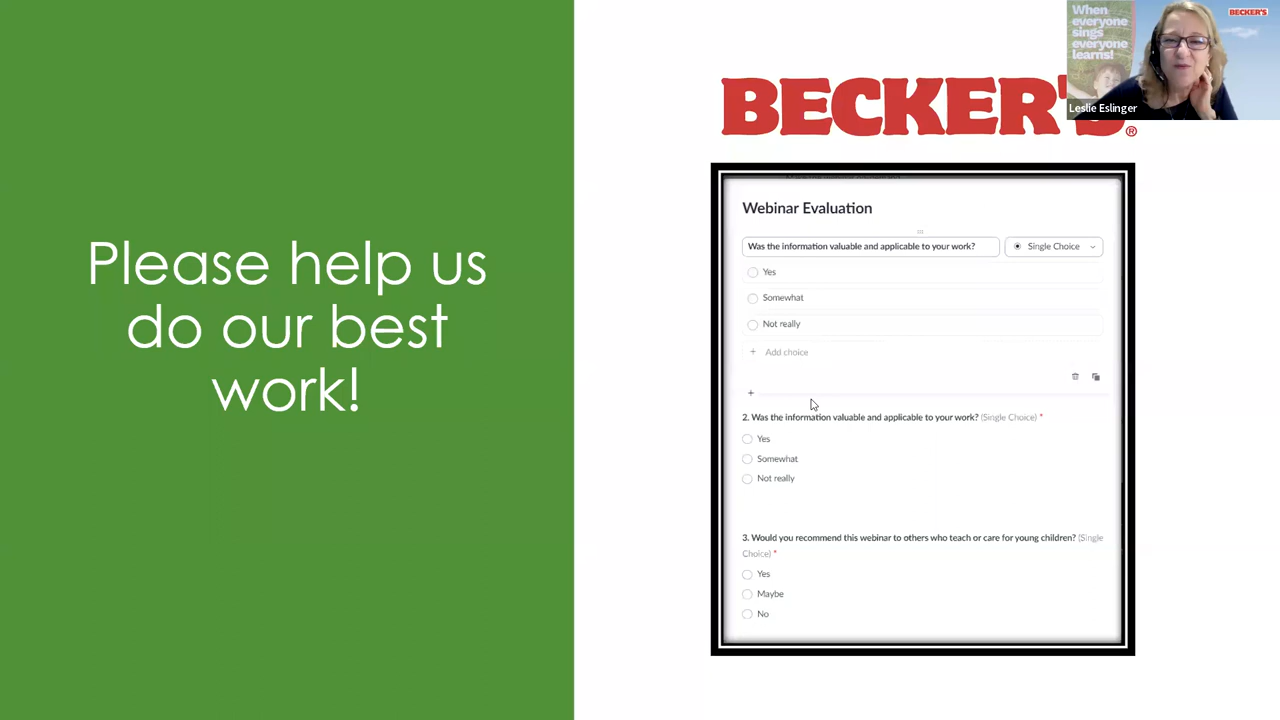 Please help us
do our best
work!
BECKER'S®
When
everyone
sings
everyone
learns!
BECKER'S
Leslie Eslinger
Webinar Evaluation
Was the information valuable and applicable to your work?
Single Choice
Yes
Somewhat
Not really
+ Add choice
+
2. Was the information valuable and applicable to your work? (Single Choice) *
Yes
Somewhat
Not really
3. Would you recommend this webinar to others who teach or care for young children? (Single
Choice) *
Yes
Maybe
No